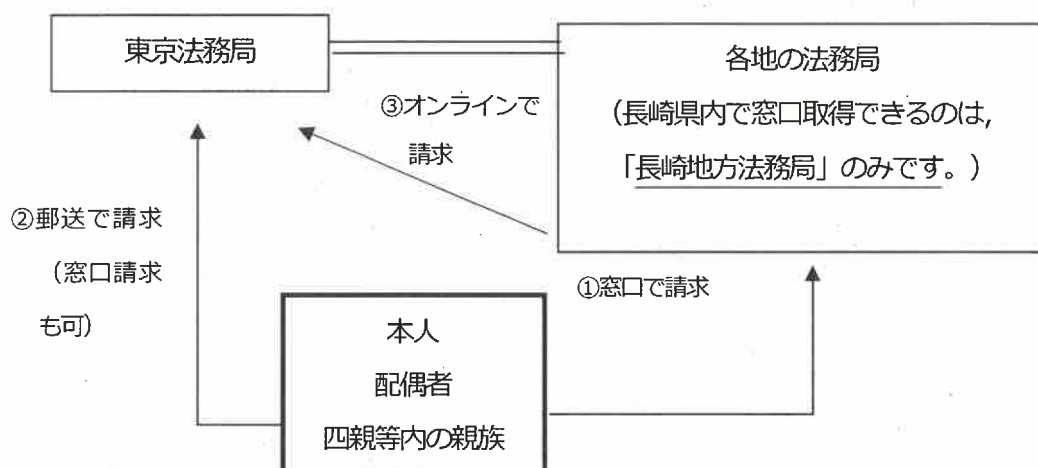 東京法務局
各地の法務局
(長崎県内で窓口取得できるのは,
「長崎地方法務局」のみです。)
③オンラインで
請求
②郵送で請求
(窓口請求
も可)
①窓口で請求
本人
配偶者
四親等内の親族